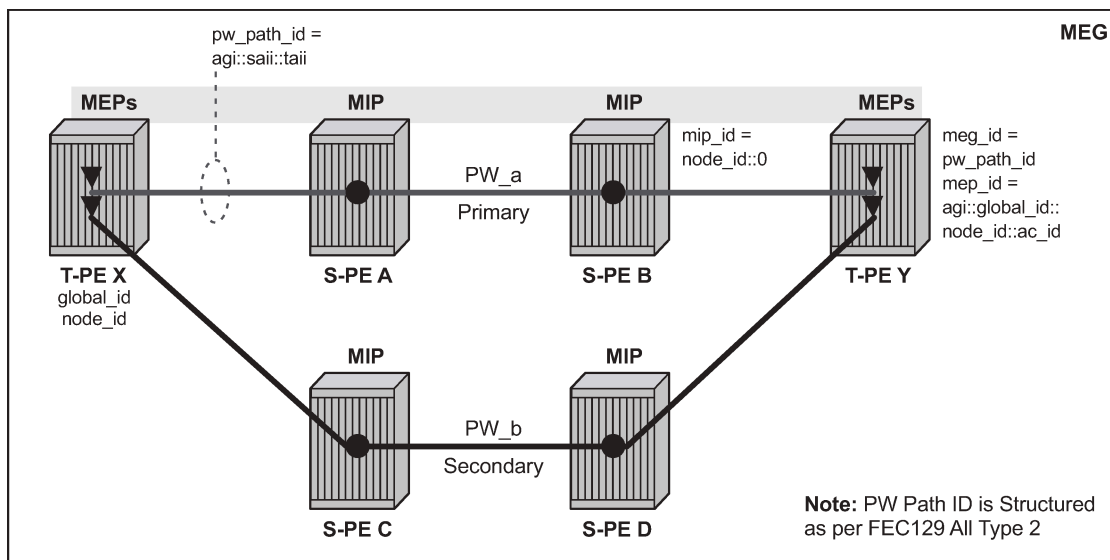 MEG
pw_path_id =
agi::saii::taii
MEPs
MIP
MIP
MEPs
mip_id =
node_id::0
meg_id =
pw_path_id
mep_id =
agi::global_id::
node_id::ac_id
PW_a
Primary
T-PE X
global_id
node_id
S-PE A
S-PE B
T-PE Y
MIP
MIP
PW_b
Secondary
S-PE C
S-PE D
Note: PW Path ID is Structured
as per FEC129 All Type 2